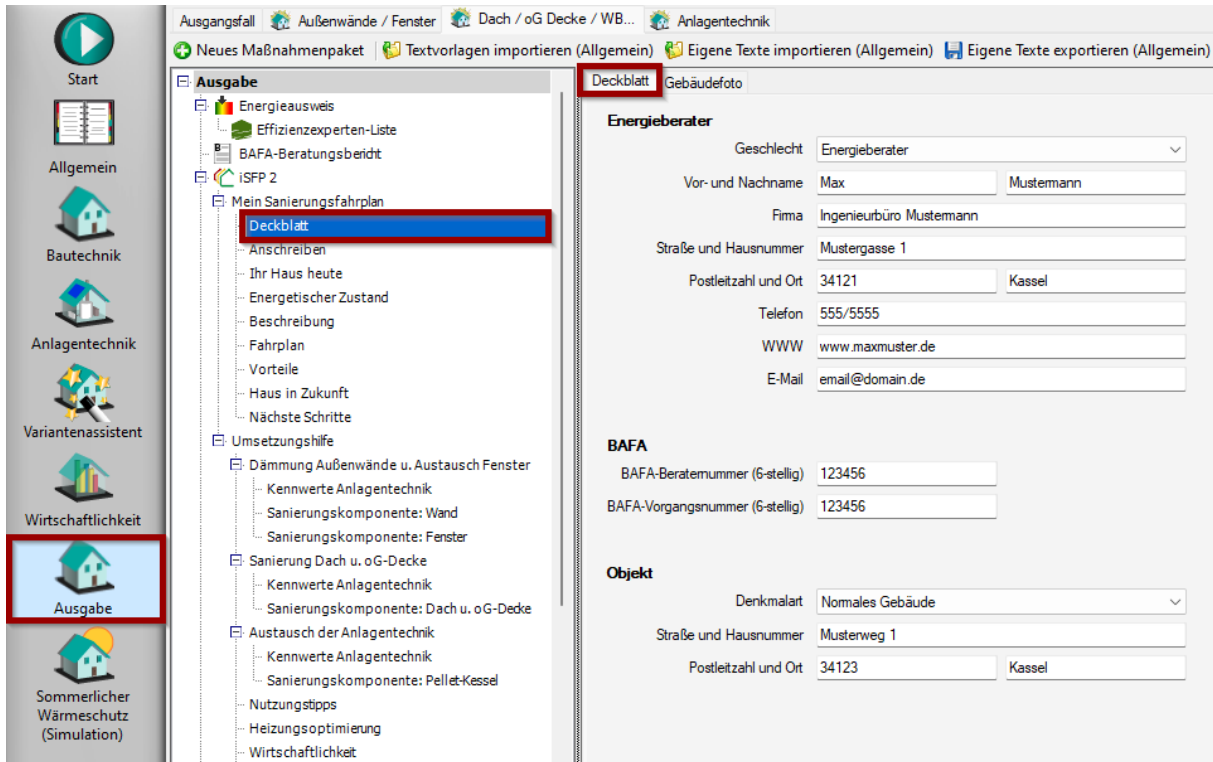 Ausgangsfall Außenwände / Fenster Dach / oG Decke / WB... Anlagentechnik
Neues Maßnahmenpaket Textvorlagen importieren (Allgemein) Eigene Texte importieren (Allgemein) Eigene Texte exportieren (Allgemein)
Start
Allgemein
Bautechnik
Anlagentechnik
Variantenassistent
Wirtschaftlichkeit
Ausgabe
Sommerlicher
Wärmeschutz
(Simulation)
Ausgabe
Energieausweis
Effizienzexperten-Liste
BAFA-Beratungsbericht
iSFP 2
Mein Sanierungsfahrplan
Deckblatt
Anschreiben
Ihr Haus heute
Energetischer Zustand
Beschreibung
Fahrplan
Vorteile
Haus in Zukunft
Nächste Schritte
Umsetzungshilfe
Dämmung Außenwände u. Austausch Fenster
Kennwerte Anlagentechnik
Sanierungskomponente: Wand
Sanierungskomponente: Fenster
Sanierung Dach u. oG-Decke
Kennwerte Anlagentechnik
Sanierungskomponente: Dach u. oG-Decke
Austausch der Anlagentechnik
Kennwerte Anlagentechnik
Sanierungskomponente: Pellet-Kessel
Nutzungstipps
Heizungsoptimierung
Wirtschaftlichkeit
Deckblatt Gebäudefoto
Energieberater
Geschlecht Energieberater
Vor- und Nachname Max Mustermann
Firma Ingenieurbüro Mustermann
Straße und Hausnummer Mustergasse 1
Postleitzahl und Ort 34121 Kassel
Telefon 555/5555
WWW www.maxmuster.de
E-Mail email@domain.de
BAFA
BAFA-Beraternummer (6-stellig) 123456
BAFA-Vorgangsnummer (6-stellig) 123456
Objekt
Denkmalart Normales Gebäude
Straße und Hausnummer Musterweg 1
Postleitzahl und Ort 34123 Kassel